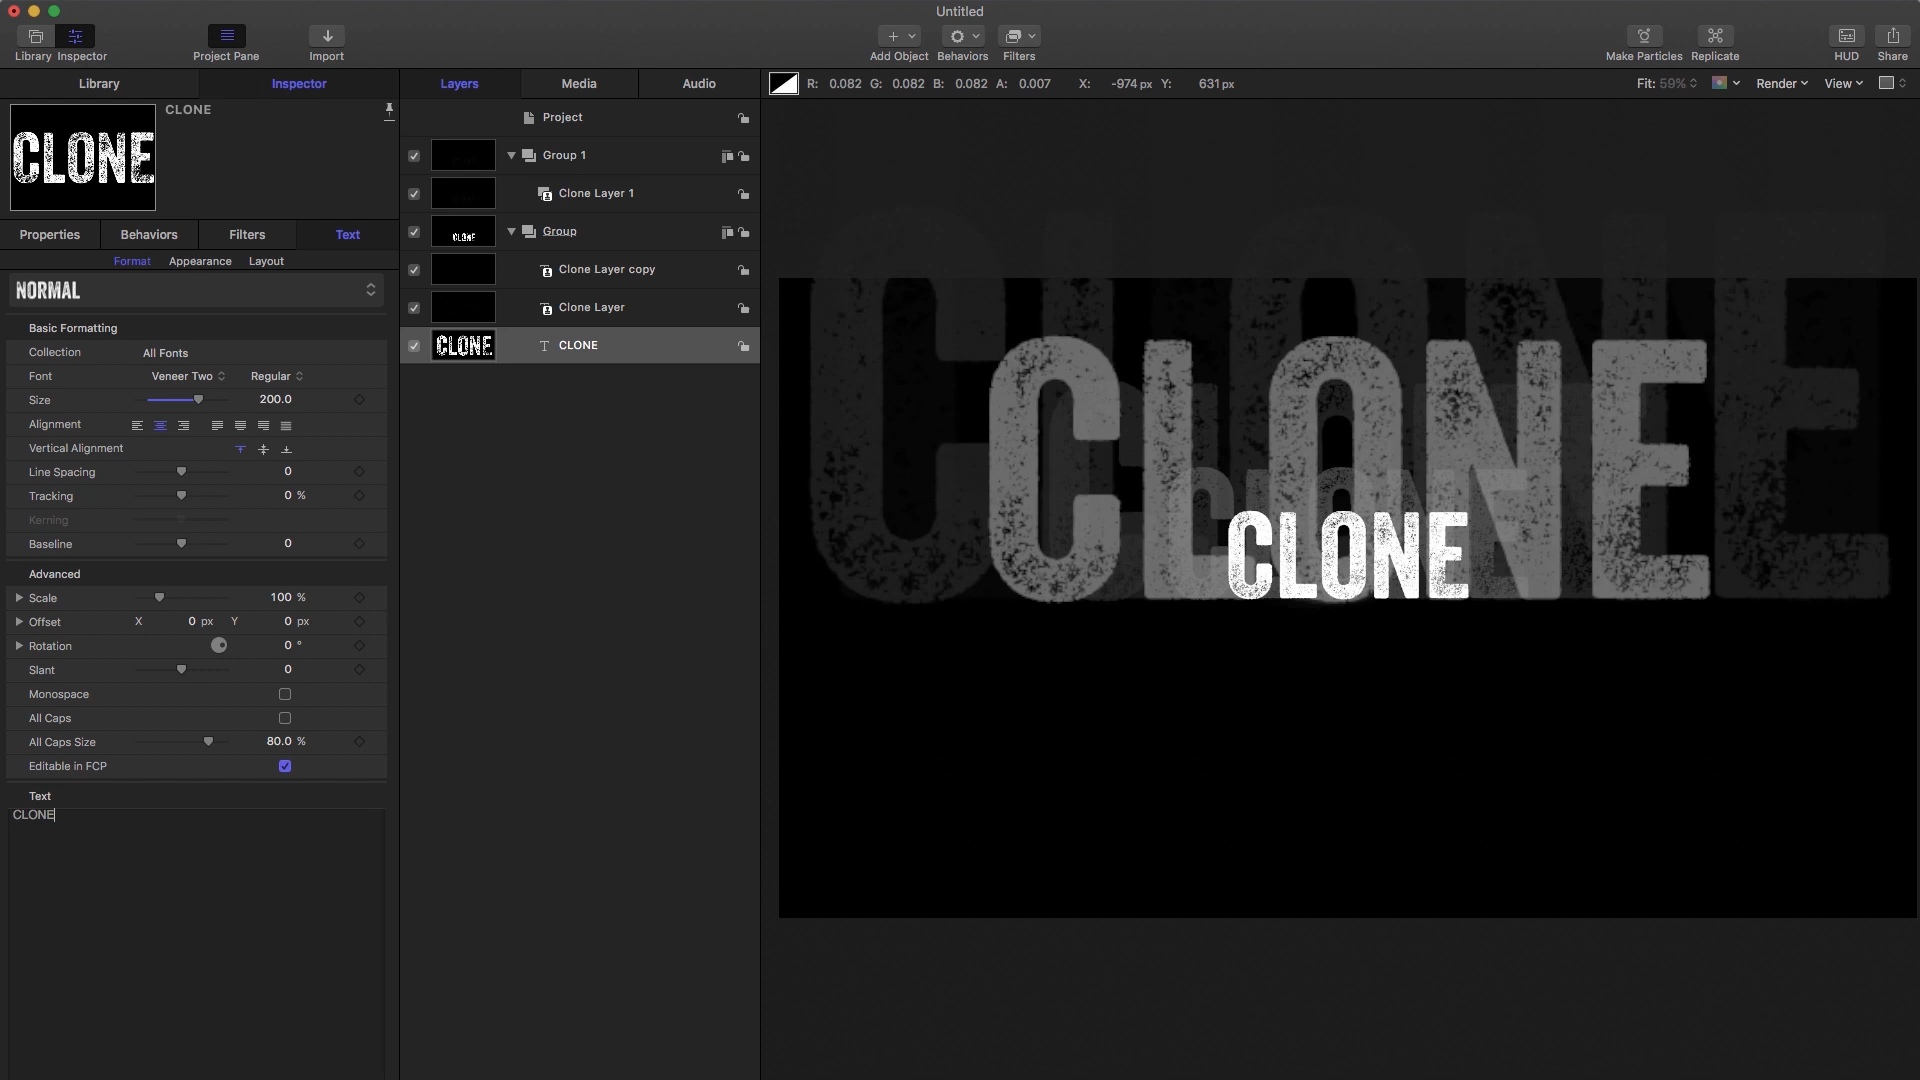 Untitled
Library Inspector
Project Pane
Import
Add Object
Behaviors
Filters
Make Particles
Replicate
HUD
Share
Library
Inspector
Layers
Media
Audio
R: 0.082 G: 0.082 B: 0.082 A: 0.007 X: -974 px Y: 631 px
Fit: 59%
Render
View
CLONE
CLONE
Project
Group 1
Clone Layer 1
CLONE
Group
Clone Layer copy
Clone Layer
CLONE
CLONE
Properties
Behaviors
Filters
Text
Format
Appearance
Layout
NORMAL
Basic Formatting
Collection All Fonts
Font Veneer Two Regular
Size 200.0
Alignment
Vertical Alignment
Line Spacing 0
Tracking 0 %
Kerning
Baseline 0
Advanced
Scale 100 %
Offset X 0 px Y 0 px
Rotation 0 °
Slant 0
Monospace
All Caps
All Caps Size 80.0 %
Editable in FCP
Text
CLONE
CLONE
CLONE
CLONE
CLONE
CLONE